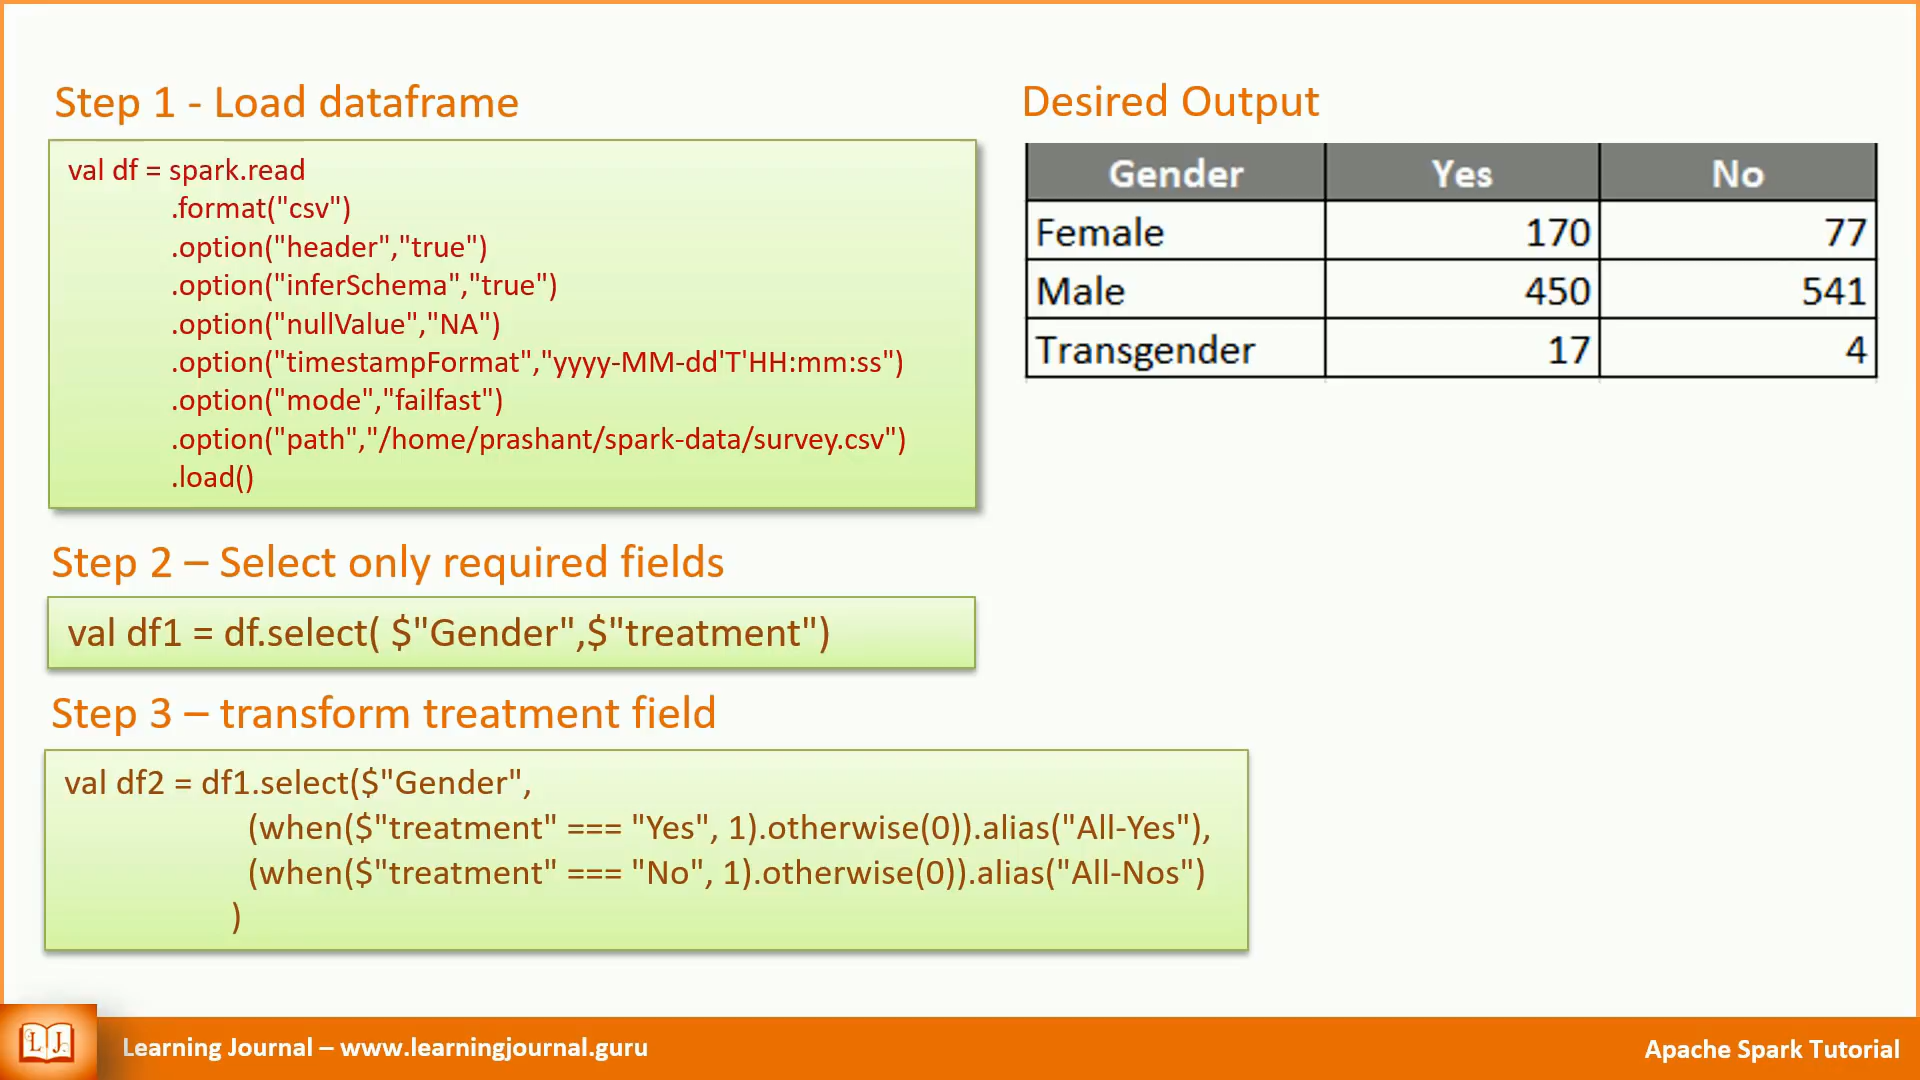 Step 1 - Load dataframe
val df = spark.read
.format("csv")
.option("header","true")
.option("inferSchema","true")
.option("nullValue","NA")
.option("timestampFormat","yyyy-MM-dd'T'HH:mm:ss")
.option("mode","failfast")
.option("path","/home/prashant/spark-data/survey.csv")
.load()
Step 2 – Select only required fields
val df1 = df.select( $"Gender",$"treatment")
Step 3 – transform treatment field
val df2 = df1.select($"Gender",
(when($"treatment" === "Yes", 1).otherwise(0)).alias("All-Yes"),
(when($"treatment" === "No", 1).otherwise(0)).alias("All-Nos")
)
Desired Output
Gender Yes No
Female 170 77
Male 450 541
Transgender 17 4
LJ
Learning Journal – www.learningjournal.guru
Apache Spark Tutorial